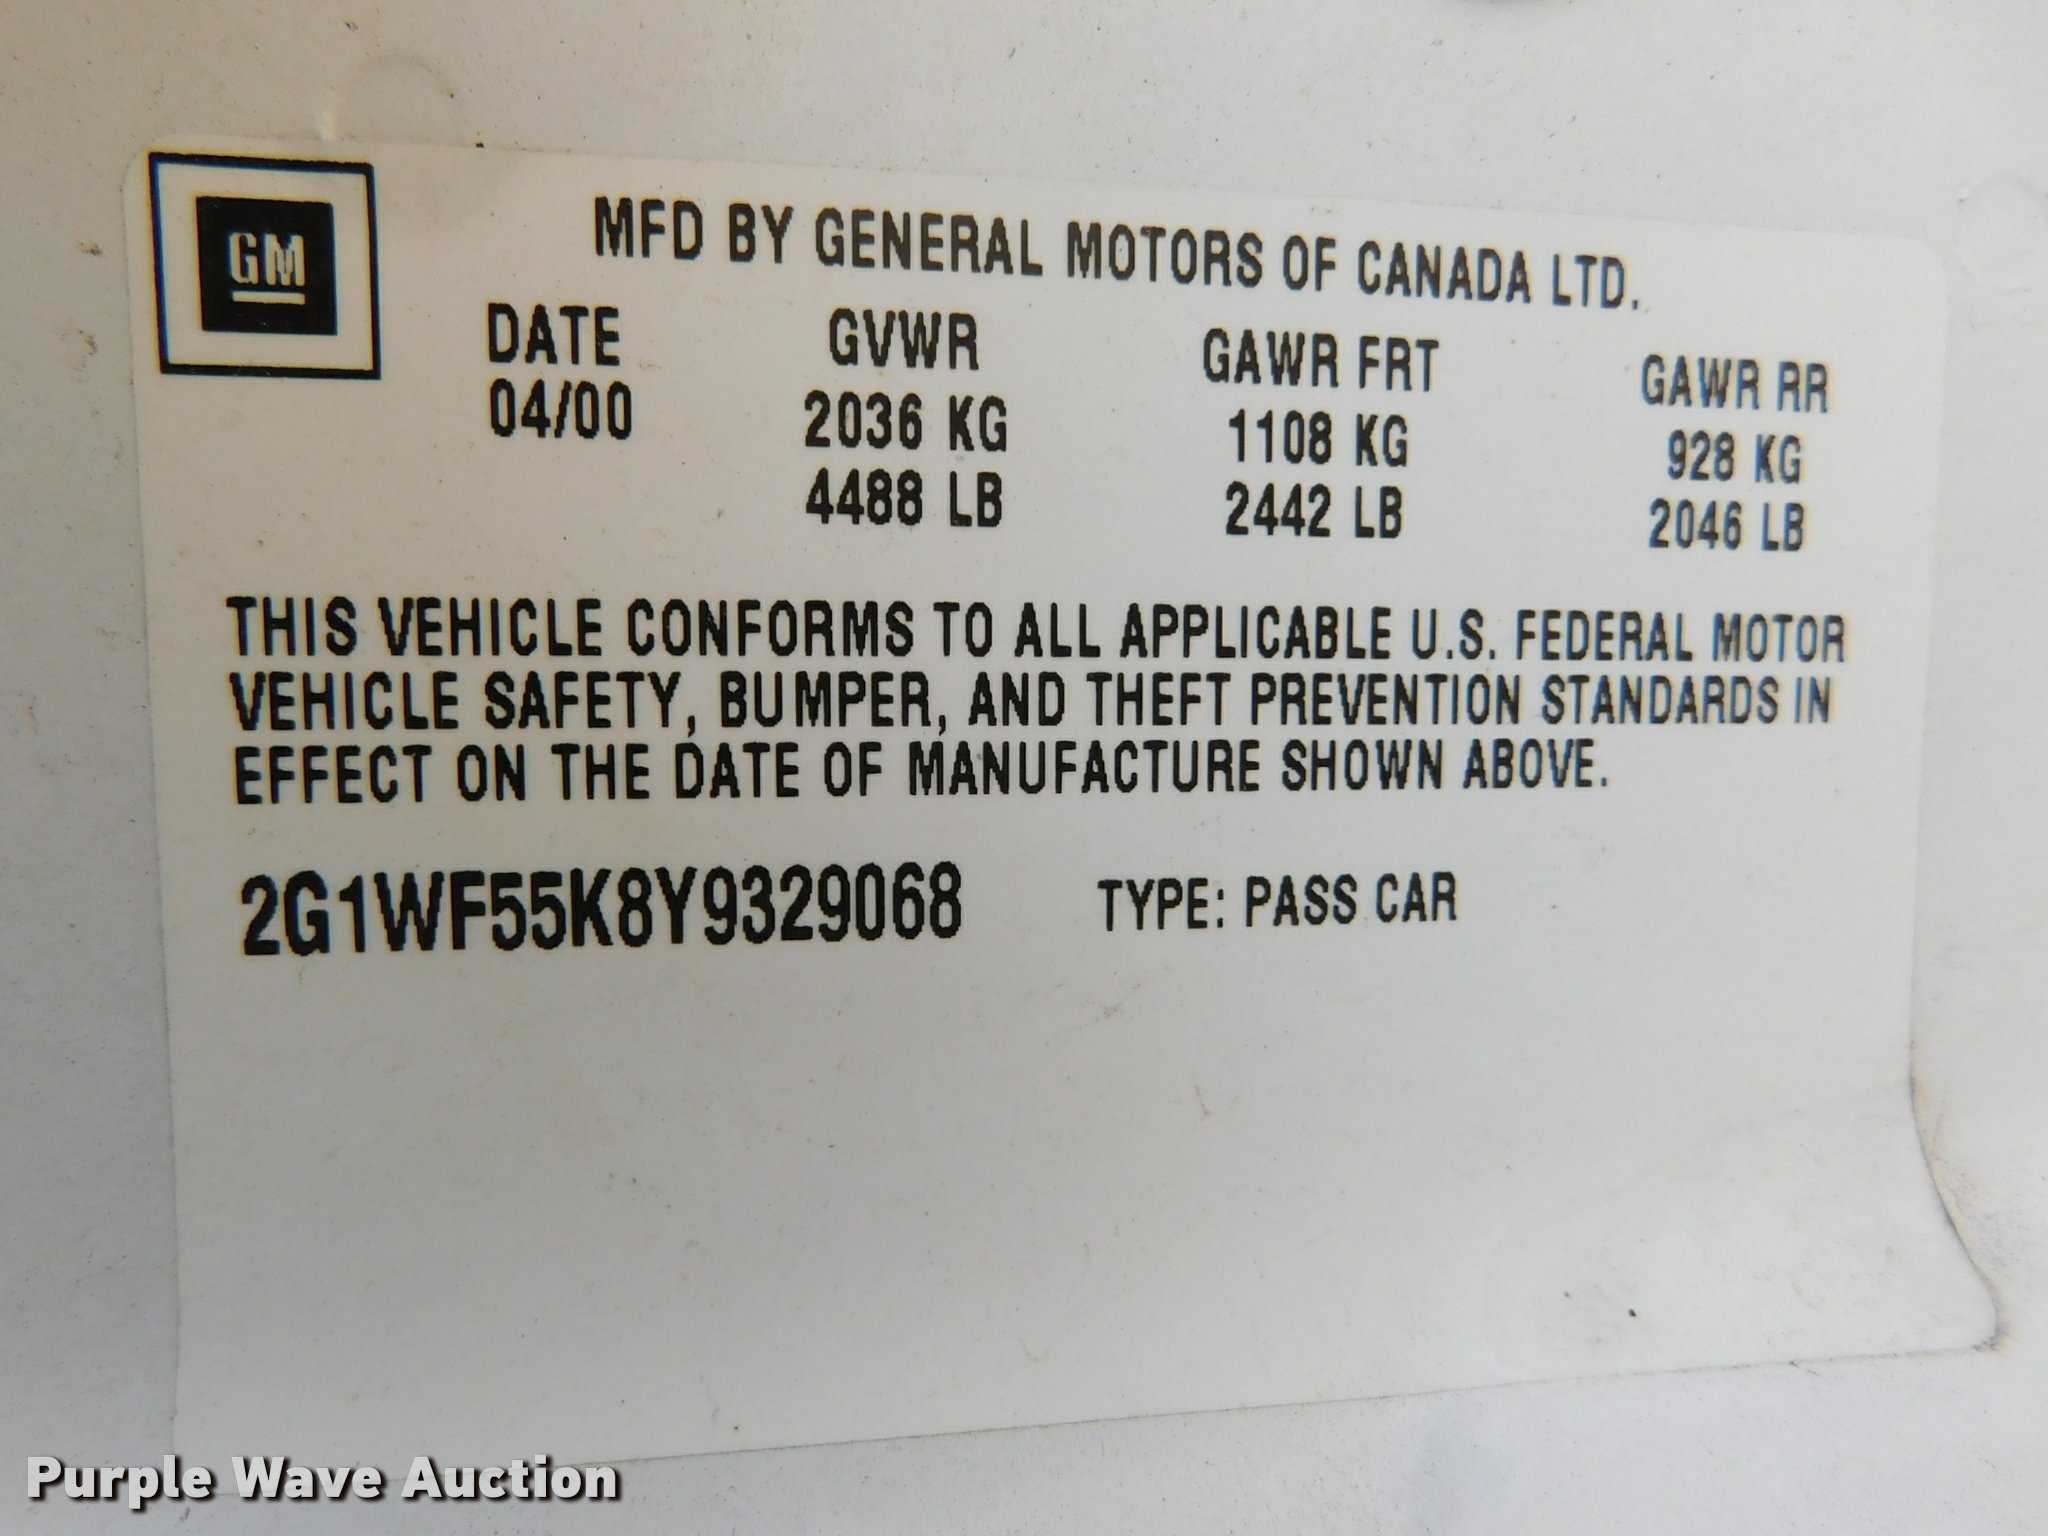 GM
MFD BY GENERAL MOTORS OF CANADA LTD.
DATE GVWR GAWR FRT GAWR RR
04/00 2036 KG 1108 KG 928 KG
4488 LB 2442 LB 2046 LB
THIS VEHICLE CONFORMS TO ALL APPLICABLE U.S. FEDERAL MOTOR
VEHICLE SAFETY, BUMPER, AND THEFT PREVENTION STANDARDS IN
EFFECT ON THE DATE OF MANUFACTURE SHOWN ABOVE.
2G1WF55K8Y9329068 TYPE: PASS CAR
Purple Wave Auction